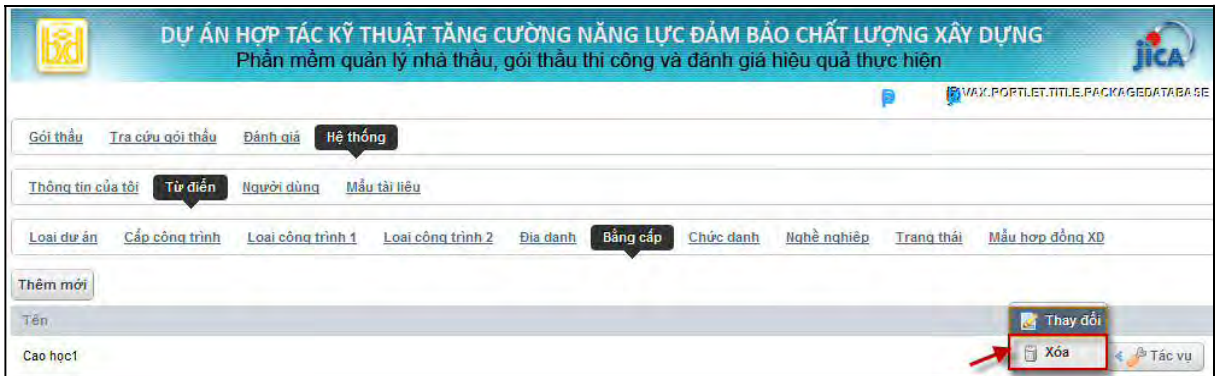 DỰ ÁN HỢP TÁC KỸ THUẬT TĂNG CƯỜNG NĂNG LỰC ĐẢM BẢO CHẤT LƯỢNG XÂY DỰNG
Phần mềm quản lý nhà thầu, gói thầu thi công và đánh giá hiệu quả thực hiện
jICA
JAVAX.PORTLET.TITLE.PACKAGEDATABASE
Gói thầu Tra cứu gói thầu Đánh giá Hệ thống
Thông tin của tôi Từ điển Người dùng Mẫu tài liệu
Loại dự án Cấp công trình Loại công trình 1 Loại công trình 2 Địa danh Bằng cấp Chức danh Nghề nghiệp Trạng thái Mẫu hợp đồng XD
Thêm mới
Tên
Thay đổi
Cao học1
Xóa
Tác vụ